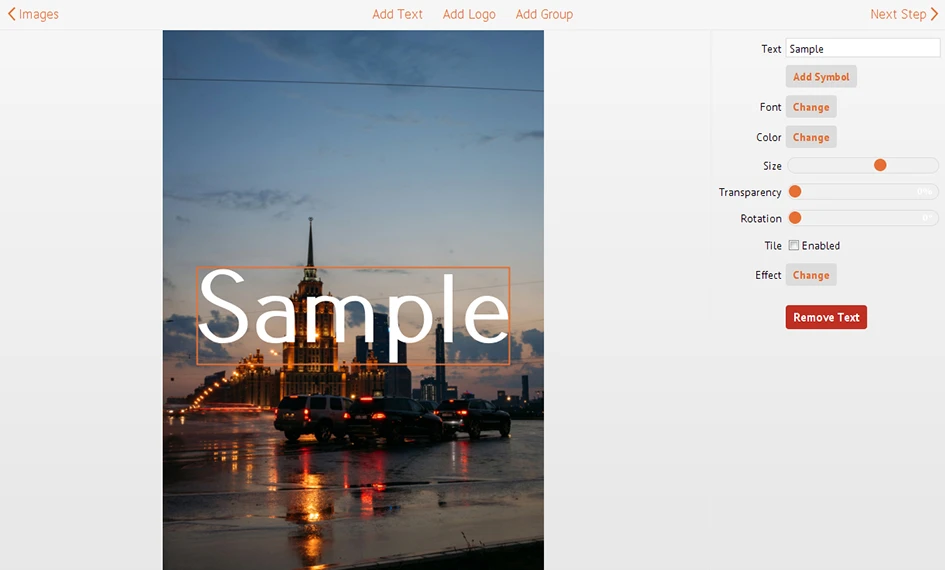 Images
Add Text Add Logo Add Group
Next Step
Text Sample
Add Symbol
Font Change
Color Change
Size
Transparency 0%
Rotation 0°
Tile Enabled
Effect Change
Remove Text
Sample